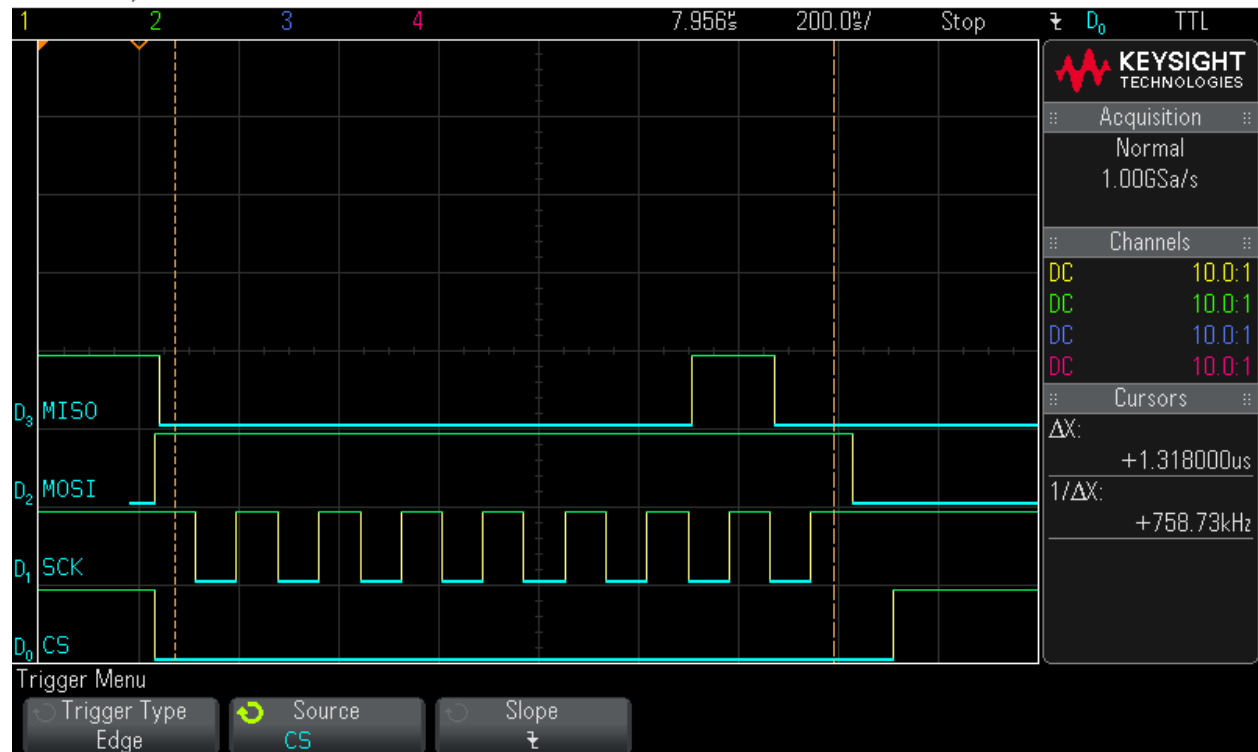 1 2 3 4 7.956µs 200.0ns/ Stop D0 TTL
KEYSIGHT
TECHNOLOGIES
Acquisition
Normal
1.00GSa/s
Channels
DC 10.0:1
DC 10.0:1
DC 10.0:1
DC 10.0:1
Cursors
ΔX:
+1.318000us
1/ΔX:
+758.73kHz
D3 MISO
D2 MOSI
D1 SCK
D0 CS
Trigger Menu
Trigger Type Source Slope
Edge CS